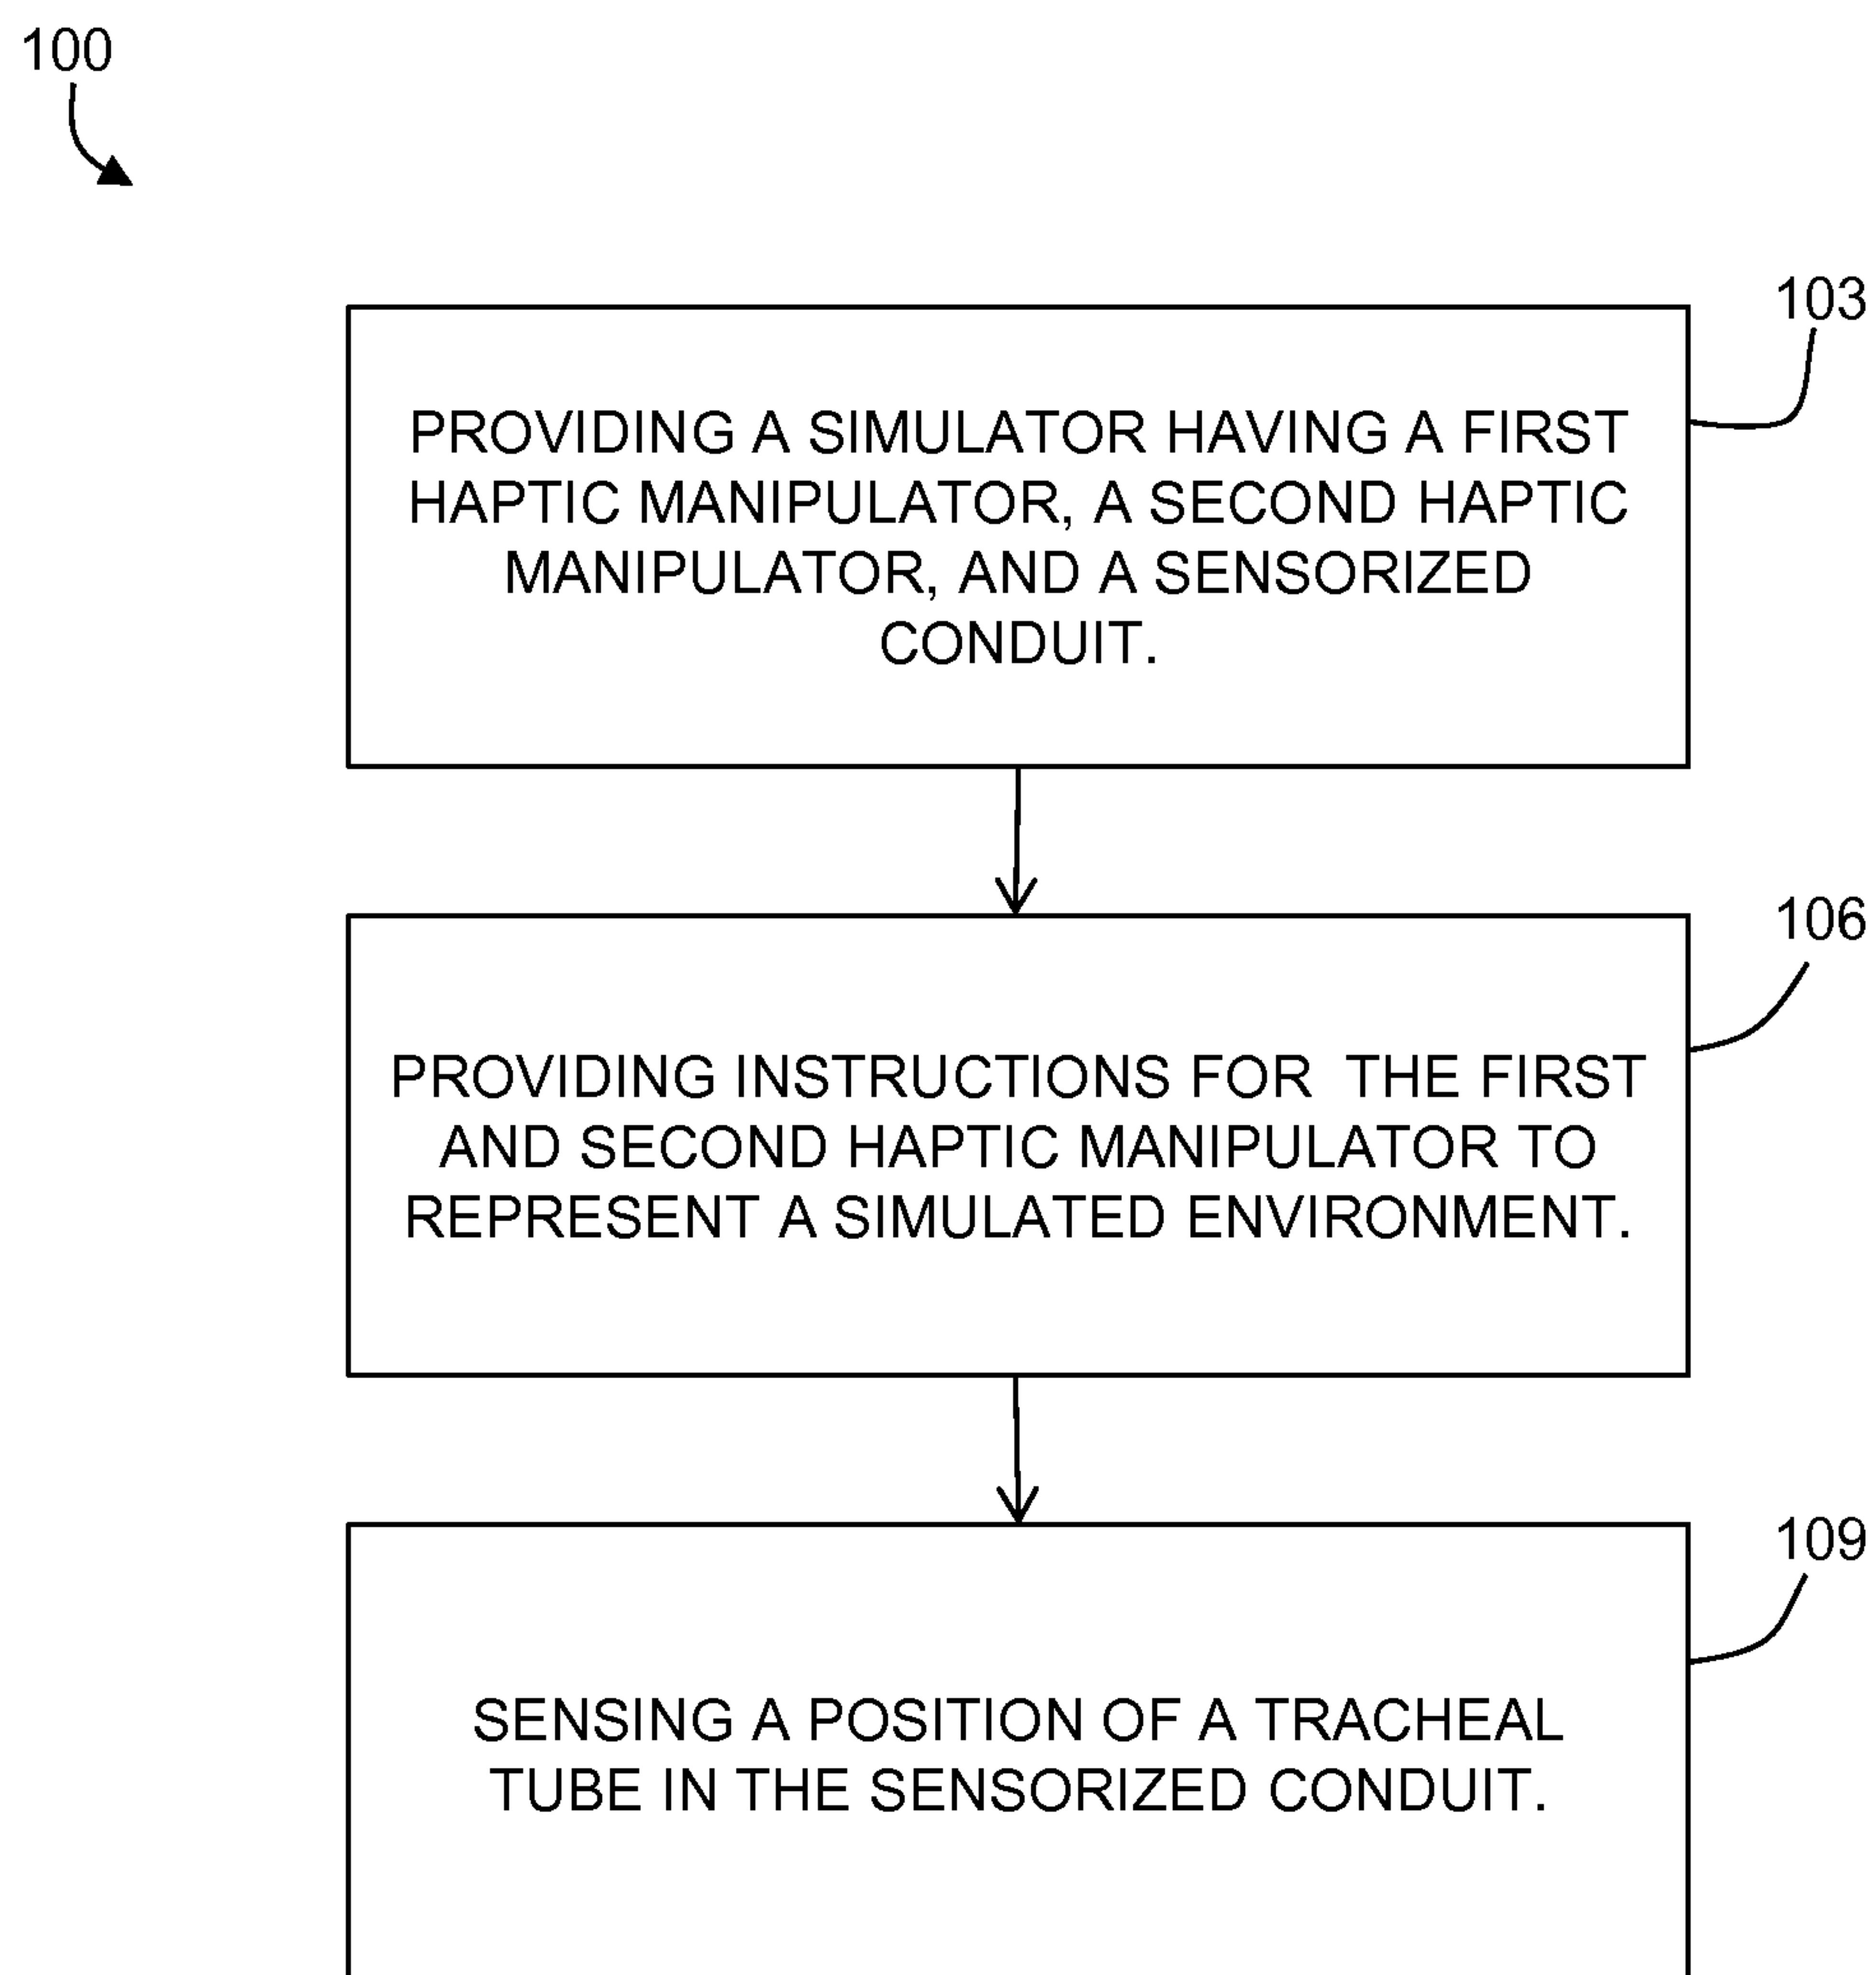 100
103
PROVIDING A SIMULATOR HAVING A FIRST
HAPTIC MANIPULATOR, A SECOND HAPTIC
MANIPULATOR, AND A SENSORIZED
CONDUIT.
106
PROVIDING INSTRUCTIONS FOR THE FIRST
AND SECOND HAPTIC MANIPULATOR TO
REPRESENT A SIMULATED ENVIRONMENT.
109
SENSING A POSITION OF A TRACHEAL
TUBE IN THE SENSORIZED CONDUIT.